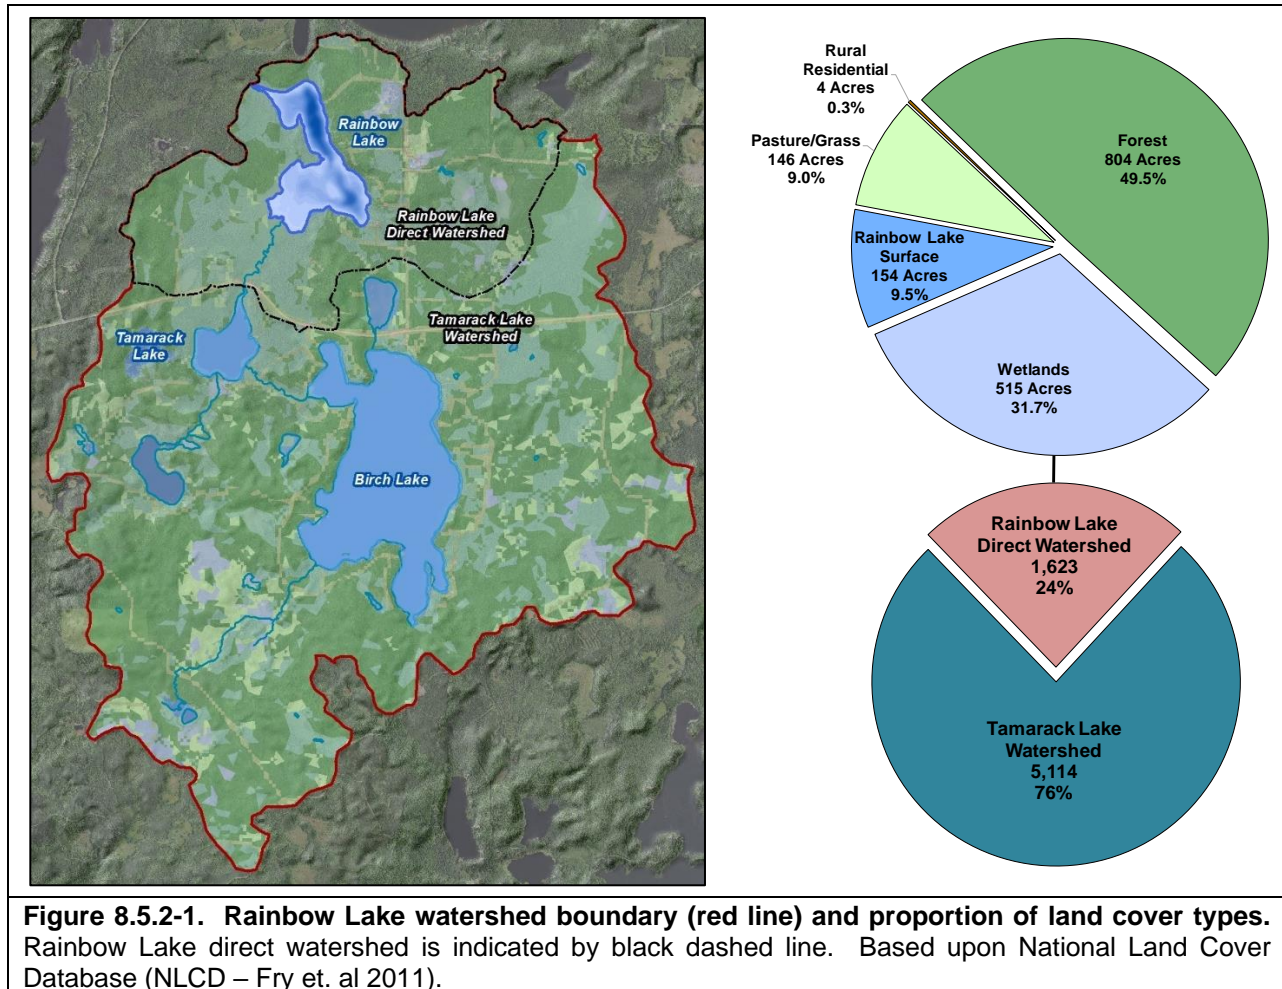 Rainbow
Lake
Rainbow Lake
Direct Watershed
Tamarack Lake
Watershed
Tamarack
Lake
Birch Lake
Rural
Residential
4 Acres
0.3%
Pasture/Grass
146 Acres
9.0%
Forest
804 Acres
49.5%
Rainbow Lake
Surface
154 Acres
9.5%
Wetlands
515 Acres
31.7%
Rainbow Lake
Direct Watershed
1,623
24%
Tamarack Lake
Watershed
5,114
76%
Figure 8.5.2-1. Rainbow Lake watershed boundary (red line) and proportion of land cover types.
Rainbow Lake direct watershed is indicated by black dashed line. Based upon National Land Cover
Database (NLCD – Fry et. al 2011).